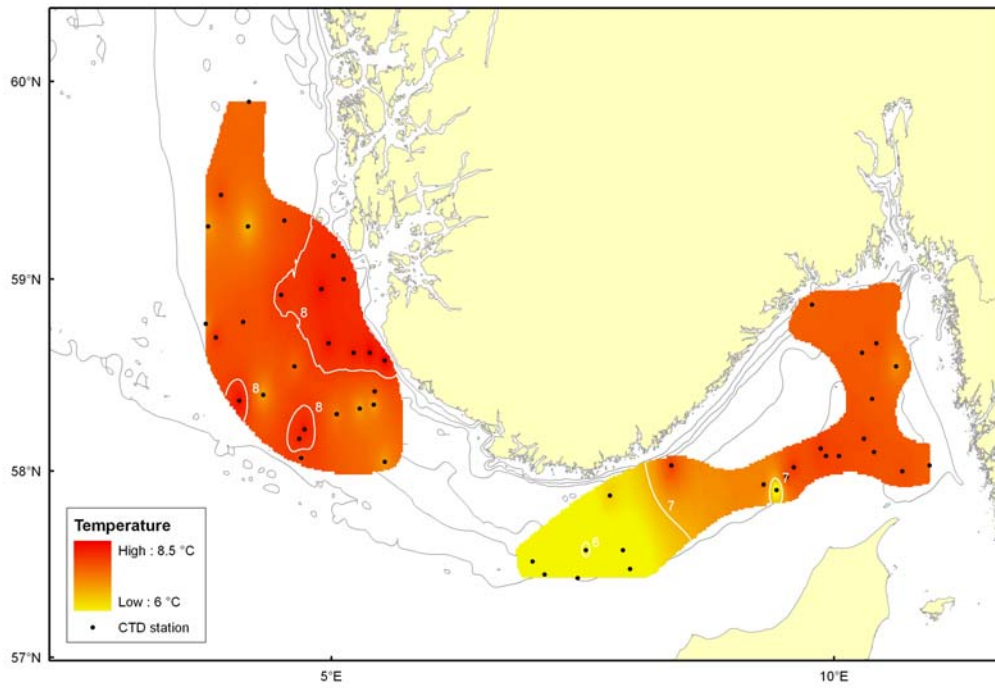 60°N
59°N
58°N
57°N
8
8
8
7
7
6
Temperature
High : 8.5 °C
Low : 6 °C
CTD station
5°E
10°E